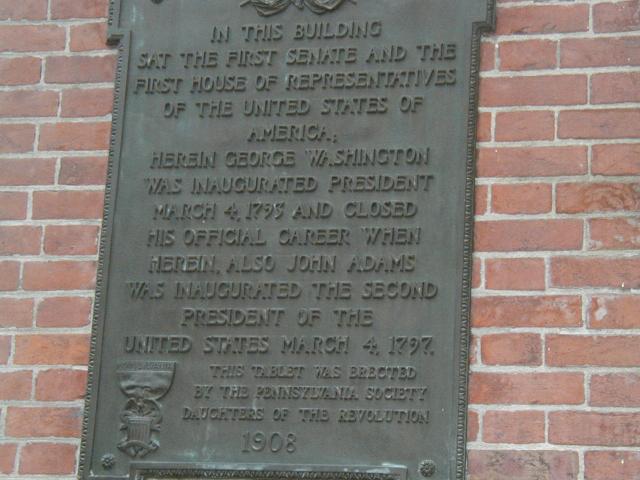 IN THIS BUILDING
SAT THE FIRST SENATE AND THE
FIRST HOUSE OF REPRESENTATIVES
OF THE UNITED STATES OF
AMERICA;
HEREIN GEORGE WASHINGTON
WAS INAUGURATED PRESIDENT
MARCH 4, 1793 AND CLOSED
HIS OFFICIAL CAREER WHEN
HEREIN, ALSO JOHN ADAMS
WAS INAUGURATED THE SECOND
PRESIDENT OF THE
UNITED STATES MARCH 4, 1797.
THIS TABLET WAS ERECTED
BY THE PENNSYLVANIA SOCIETY
DAUGHTERS OF THE REVOLUTION
1908